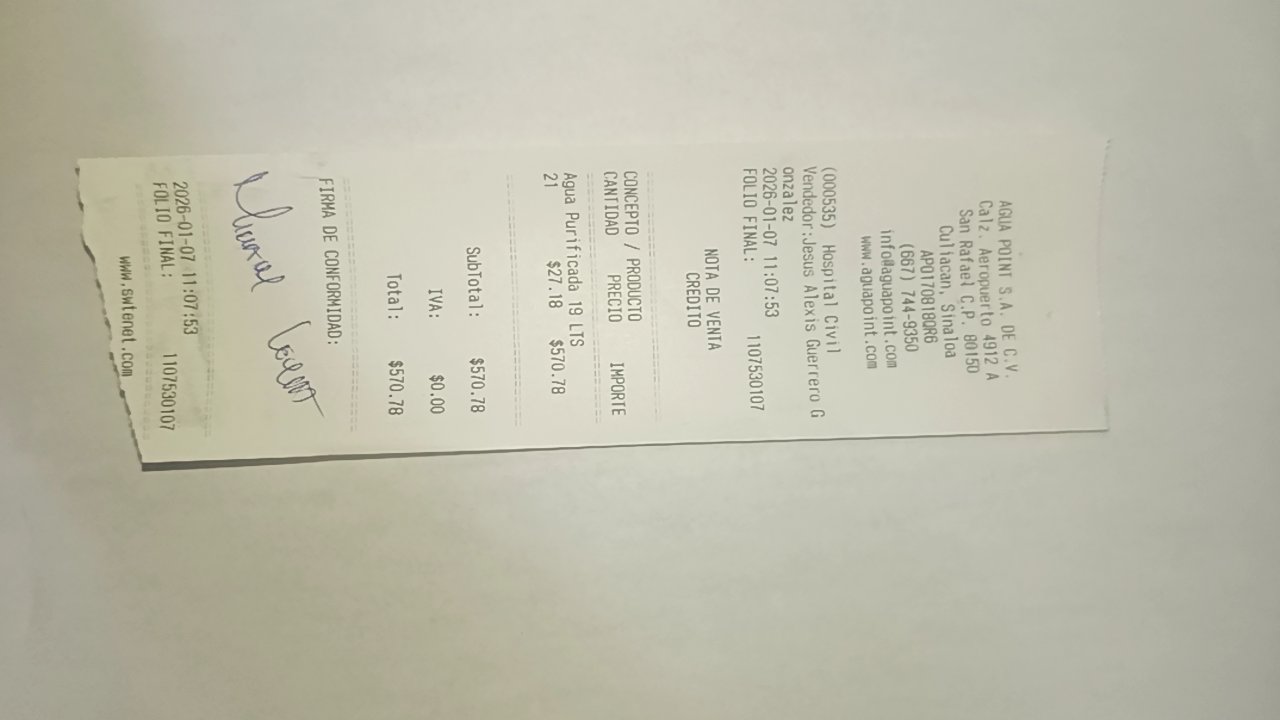 AGUA POINT S.A. DE C.V.
Calz. Aeropuerto 4912 A
San Rafael C.P. 80150
Culiacan, Sinaloa
APO170818QR6
(667) 744-9350
info@aguapoint.com
www.aguapoint.com
(000535) Hospital Civil
Vendedor:Jesus Alexis Guerrero G
onzalez
2026-01-07 11:07:53
FOLIO FINAL: 1107530107
NOTA DE VENTA
CREDITO
CONCEPTO / PRODUCTO
CANTIDAD PRECIO IMPORTE
Agua Purificada 19 LTS
21 $27.18 $570.78
SubTotal: $570.78
IVA: $0.00
Total: $570.78
FIRMA DE CONFORMIDAD:
2026-01-07 11:07:53
FOLIO FINAL: 1107530107
www.swtenel.com